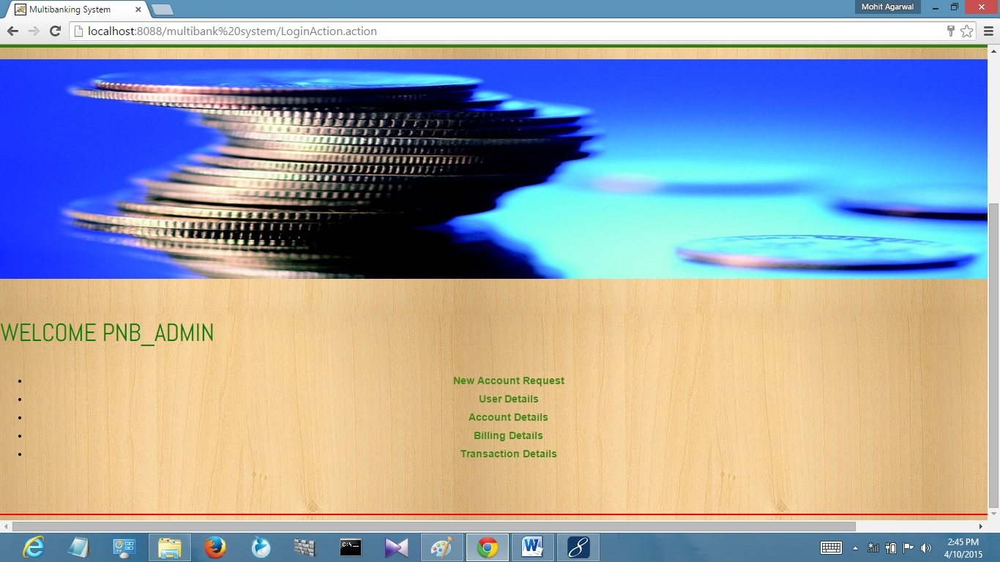 Multibanking System
Mohit Agarwal
localhost:8088/multibank%20system/LoginAction.action
WELCOME PNB_ADMIN
New Account Request
User Details
Account Details
Billing Details
Transaction Details
C:\_
2:45 PM
4/10/2015